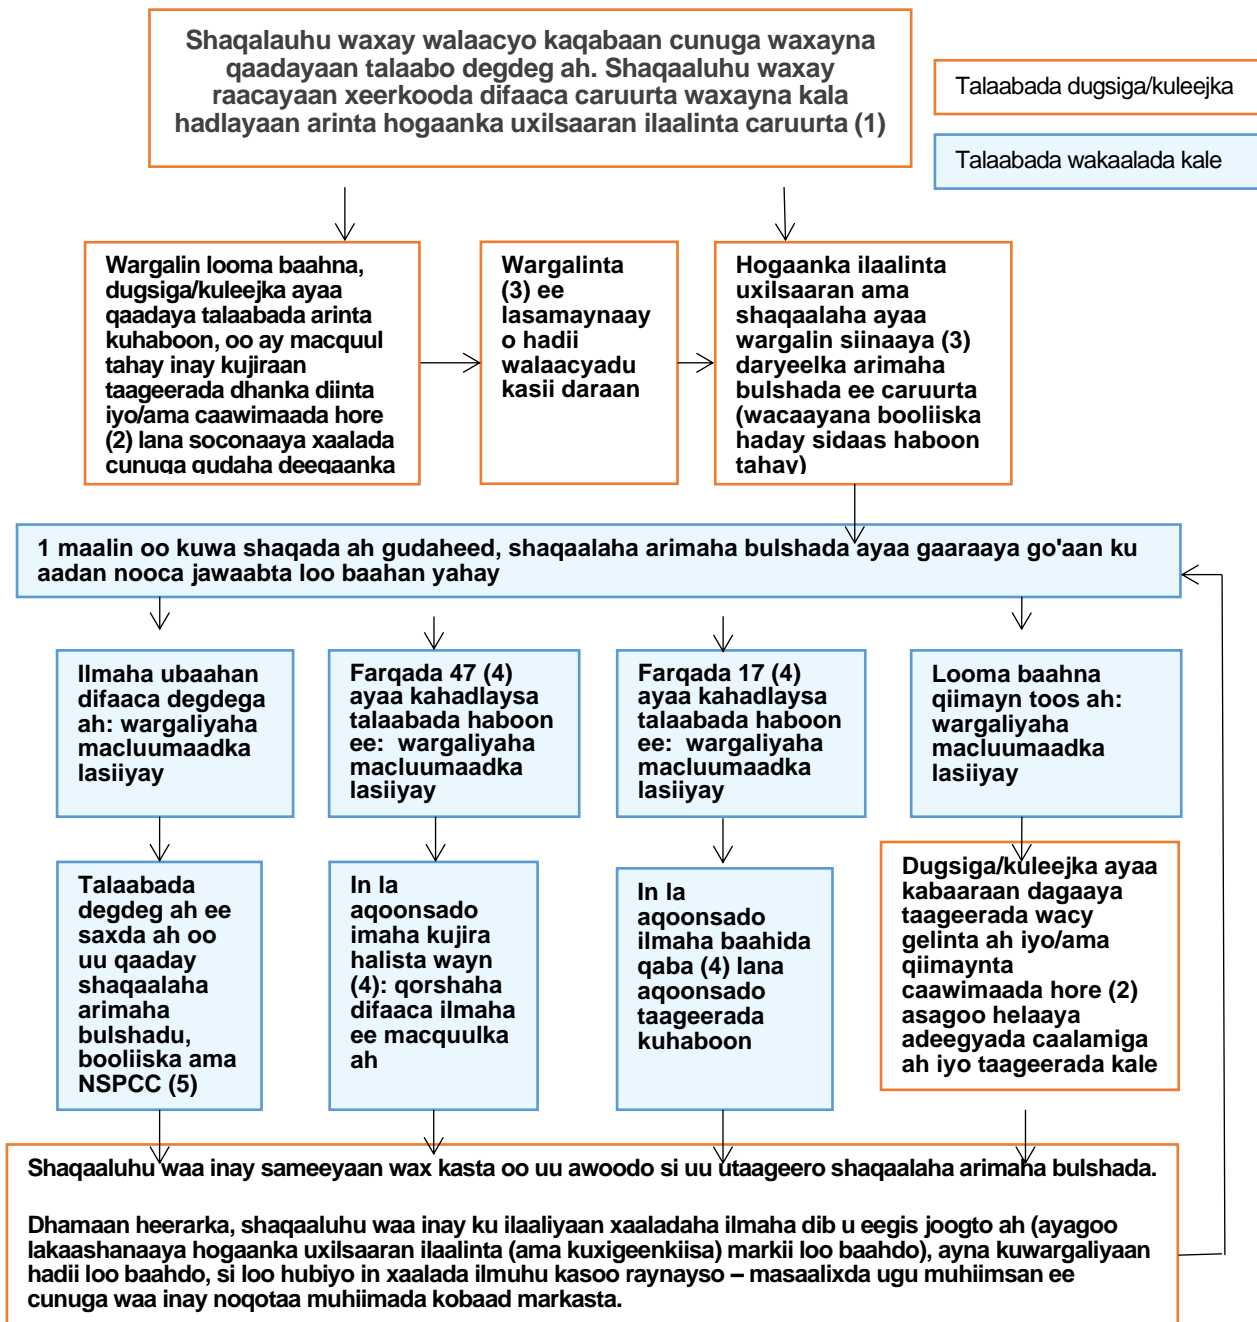 Shaqalauhu waxay walaacyo kaqabaan cunuga waxayna
qaadayaan talaabo degdeg ah. Shaqaaluhu waxay
raacayaan xeerkooda difaaca caruurta waxayna kala
hadlayaan arinta hogaanka uxilsaaran ilaalinta caruurta (1)
Talaabada dugsiga/kuleejka
Talaabada wakaalada kale
Wargalin looma baahna,
dugsiga/kuleejka ayaa
qaadaya talaabada arinta
kuhaboon, oo ay macquul
tahay inay kujiraan
taageerada dhanka diinta
iyo/ama caawimaada hore
(2) lana soconaaya xaalada
cunuga gudaha deegaanka
Wargalinta
(3) ee
lasamaynaay
o hadii
walaacyadu
kasii daraan
Hogaanka ilaalinta
uxilsaaran ama
shaqaalaha ayaa
wargalin siinaaya (3)
daryeelka arimaha
bulshada ee caruurta
(wacaayana booliiska
haday sidaas haboon
tahay)
1 maalin oo kuwa shaqada ah gudaheed, shaqaalaha arimaha bulshada ayaa gaaraaya go'aan ku
aadan nooca jawaabta loo baahan yahay
Ilmaha ubaahan
difaaca degdega
ah: wargaliyaha
macluumaadka
lasiiyay
Farqada 47 (4)
ayaa kahadlaysa
talaabada haboon
ee:  wargaliyaha
macluumaadka
lasiiyay
Farqada 17 (4)
ayaa kahadlaysa
talaabada haboon
ee:  wargaliyaha
macluumaadka
lasiiyay
Looma baahna
qiimayn toos ah:
wargaliyaha
macluumaadka
lasiiyay
Talaabada
degdeg ah ee
saxda ah oo
uu qaaday
shaqaalaha
arimaha
bulshadu,
booliiska ama
NSPCC (5)
In la
aqoonsado
imaha kujira
halista wayn
(4): qorshaha
difaaca ilmaha
ee macquulka
ah
In la
aqoonsado
ilmaha baahida
qaba (4) lana
aqoonsado
taageerada
kuhaboon
Dugsiga/kuleejka ayaa
kabaaraan dagaaya
taageerada wacy
gelinta ah iyo/ama
qiimaynta
caawimaada hore (2)
asagoo helaaya
adeegyada caalamiga
ah iyo taageerada kale
Shaqaaluhu waa inay sameeyaan wax kasta oo uu awoodo si uu utaageero shaqaalaha arimaha bulshada.
Dhamaan heerarka, shaqaaluhu waa inay ku ilaaliyaan xaaladaha ilmaha dib u eegis joogto ah (ayagoo
lakaashanaaya hogaanka uxilsaaran ilaalinta (ama kuxigeenkiisa) markii loo baahdo), ayna kuwargaliyaan
hadii loo baahdo, si loo hubiyo in xaalada ilmuhu kasoo raynayso – masaalixda ugu muhiimsan ee
cunuga waa inay noqotaa muhiimada kobaad markasta.